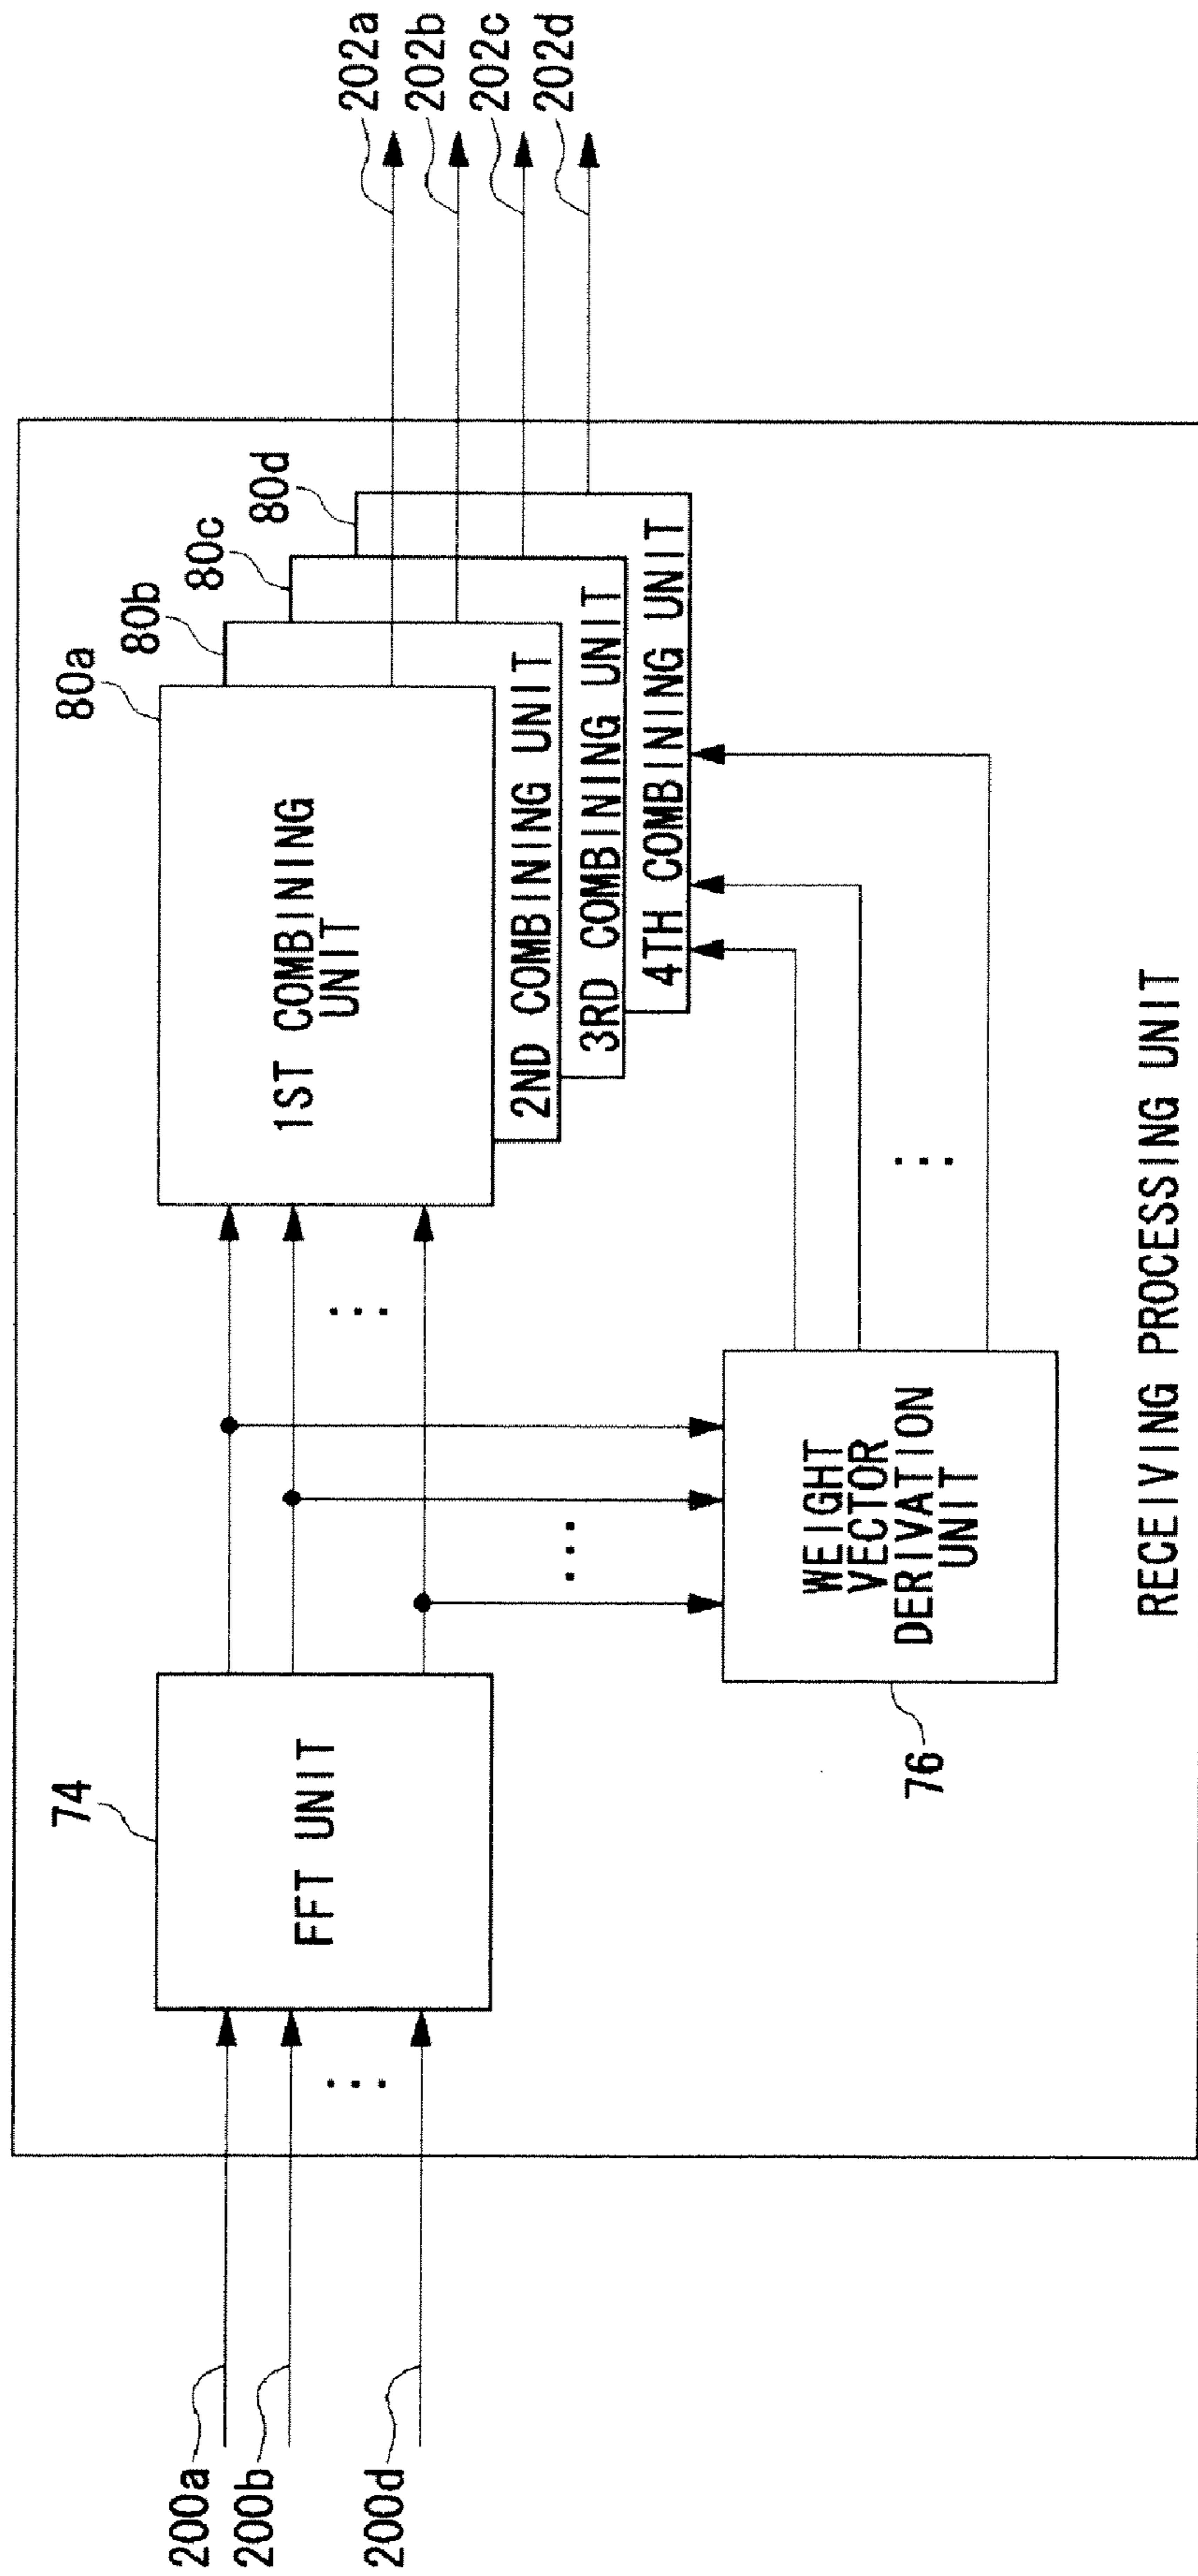 200a
200b
200d
...
74
FFT UNIT
...
...
80a
80b
80c
80d
1ST COMBINING
UNIT
2ND COMBINING UNIT
3RD COMBINING UNIT
4TH COMBINING UNIT
202a
202b
202c
202d
76
WEIGHT
VECTOR
DERIVATION
UNIT
...
RECEIVING PROCESSING UNIT